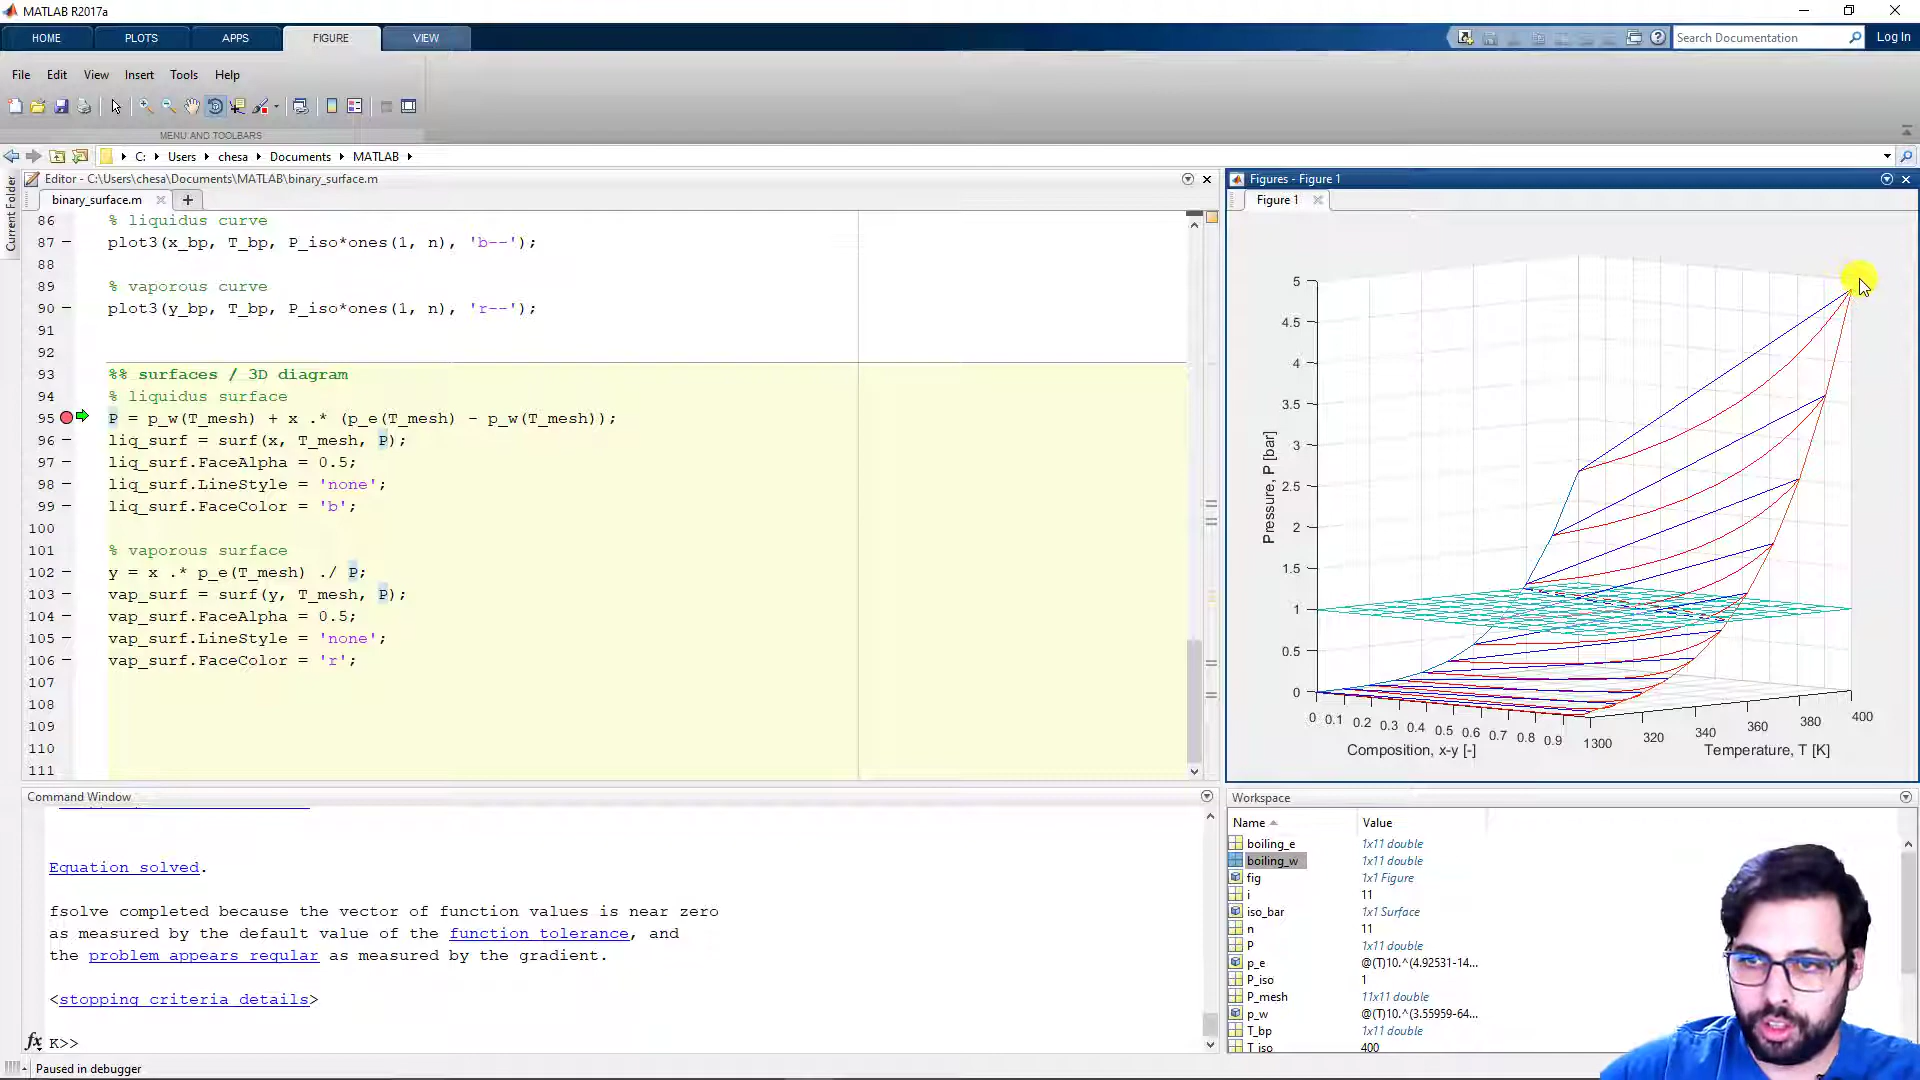 MATLAB R2017a
HOME PLOTS APPS FIGURE VIEW
Search Documentation
Log In
File Edit View Insert Tools Help
MENU AND TOOLBARS
C: Users chesa Documents MATLAB
Current Folder
Editor - C:\Users\chesa\Documents\MATLAB\binary_surface.m
binary_surface.m
86 % liquidus curve
87 plot3(x_bp, T_bp, P_iso*ones(1, n), 'b--');
88
89 % vaporous curve
90 plot3(y_bp, T_bp, P_iso*ones(1, n), 'r--');
91
92
93 %% surfaces / 3D diagram
94 % liquidus surface
95 P = p_w(T_mesh) + x .* (p_e(T_mesh) - p_w(T_mesh));
96 liq_surf = surf(x, T_mesh, P);
97 liq_surf.FaceAlpha = 0.5;
98 liq_surf.LineStyle = 'none';
99 liq_surf.FaceColor = 'b';
100
101 % vaporous surface
102 y = x .* p_e(T_mesh) ./ P;
103 vap_surf = surf(y, T_mesh, P);
104 vap_surf.FaceAlpha = 0.5;
105 vap_surf.LineStyle = 'none';
106 vap_surf.FaceColor = 'r';
107
108
109
110
111
Figures - Figure 1
Figure 1
5
4.5
4
3.5
3
2.5
2
1.5
1
0.5
0
Pressure, P [bar]
0 0.1 0.2 0.3 0.4 0.5 0.6 0.7 0.8 0.9 1300 320 340 360 380 400
Composition, x-y [-]
Temperature, T [K]
Command Window
Equation solved.
fsolve completed because the vector of function values is near zero
as measured by the default value of the function tolerance, and
the problem appears regular as measured by the gradient.
<stopping criteria details>
fx K>>
Workspace
Name Value
boiling_e 1x11 double
boiling_w 1x11 double
fig 1x1 Figure
i 11
iso_bar 1x1 Surface
n 11
P 1x11 double
p_e @(T)10.^(4.92531-14...
P_iso 1
P_mesh 11x11 double
p_w @(T)10.^(3.55959-64...
T_bp 1x11 double
T_iso 400
Paused in debugger